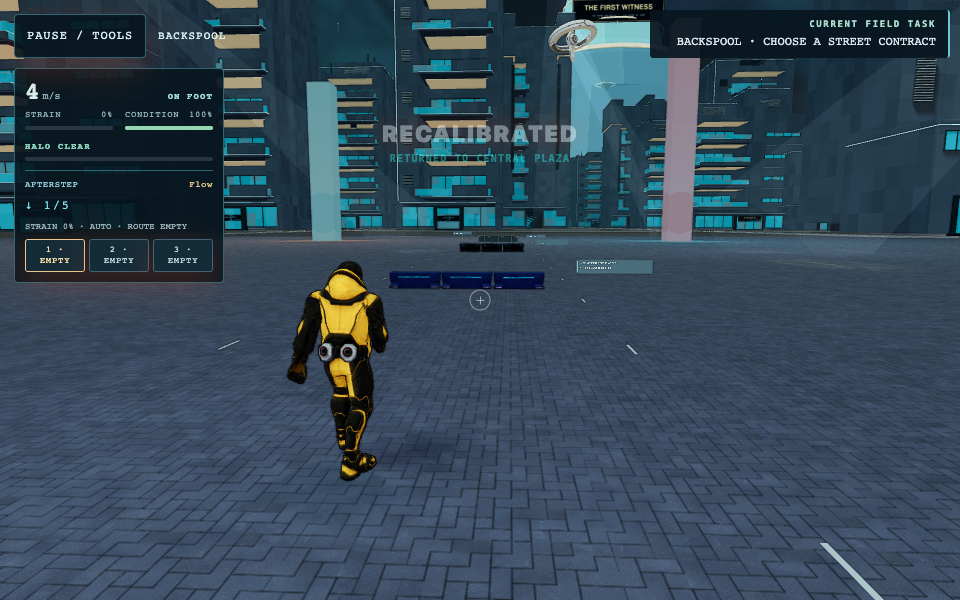 PAUSE / TOOLS
BACKSPOOL
THE FIRST WITNESS
CURRENT FIELD TASK
BACKSPOOL · CHOOSE A STREET CONTRACT
4 m/s
ON FOOT
STRAIN 0% CONDITION 100%
HALO CLEAR
AFTERSTEP Flow
↓ 1/5
STRAIN 0% · AUTO · ROUTE EMPTY
1 · EMPTY
2 · EMPTY
3 · EMPTY
RECALIBRATED
RETURNED TO CENTRAL PLAZA